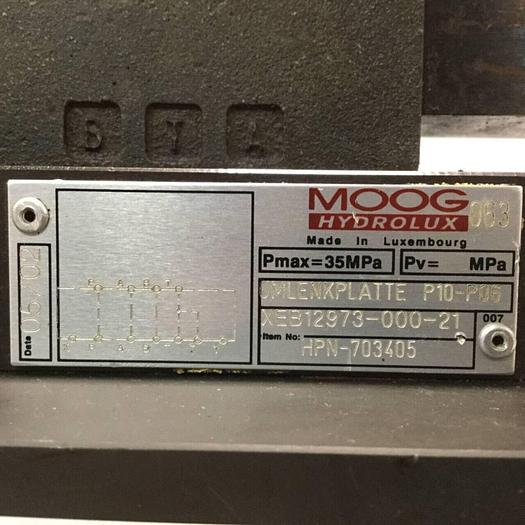 MOOG
HYDROLUX
063
Made in Luxembourg
Pmax=35MPa
Pv= MPa
UMLENKPLATTE P10-P06
XEB12973-000-21
007
Item No:
HPN-703405
Date
05/02
P A B T